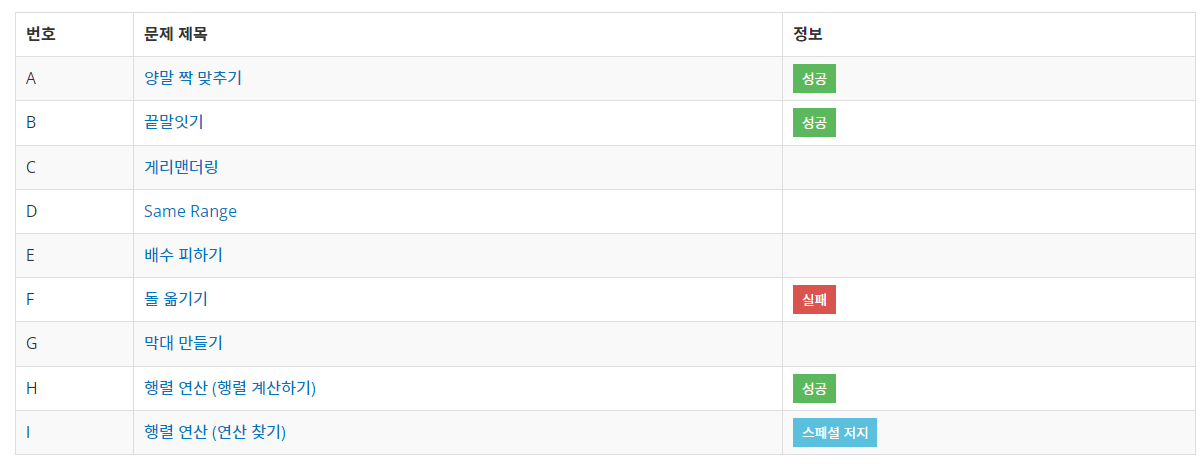 번호 문제 제목 정보
A 양말 짝 맞추기 성공
B 끝말잇기 성공
C 게리맨더링
D Same Range
E 배수 피하기
F 돌 옮기기 실패
G 막대 만들기
H 행렬 연산 (행렬 계산하기) 성공
I 행렬 연산 (연산 찾기) 스페셜 저지